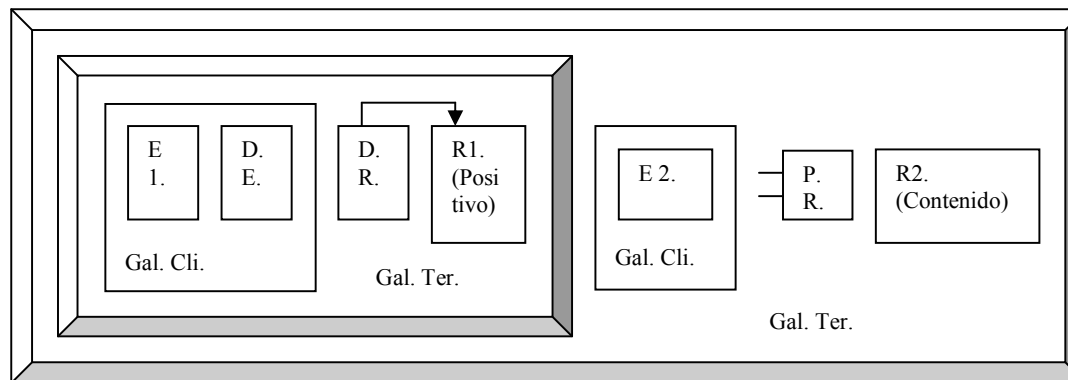 E
1.
D.
E.
D.
R.
R1.
(Posi
tivo)
Gal. Cli.
Gal. Ter.
E 2.
Gal. Cli.
P.
R.
R2.
(Contenido)
Gal. Ter.